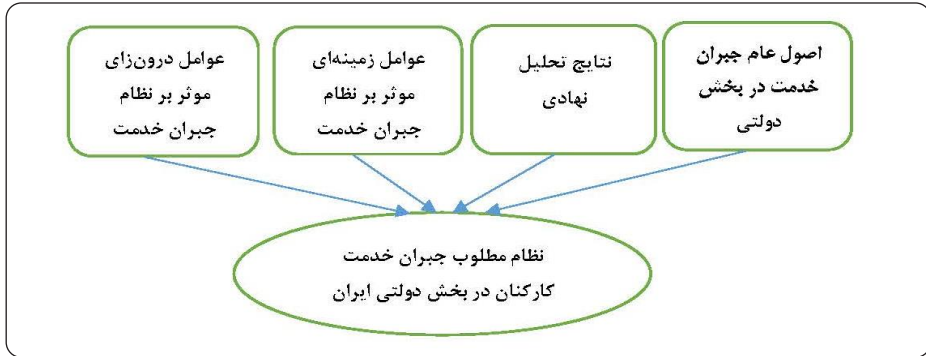 اصول عام جبران
خدمت در بخش
دولتی
نتایج تحلیل
نهادی
عوامل زمینه‌ای
موثر بر نظام
جبران خدمت
عوامل درون‌زای
موثر بر نظام
جبران خدمت
نظام مطلوب جبران خدمت
کارکنان در بخش دولتی ایران